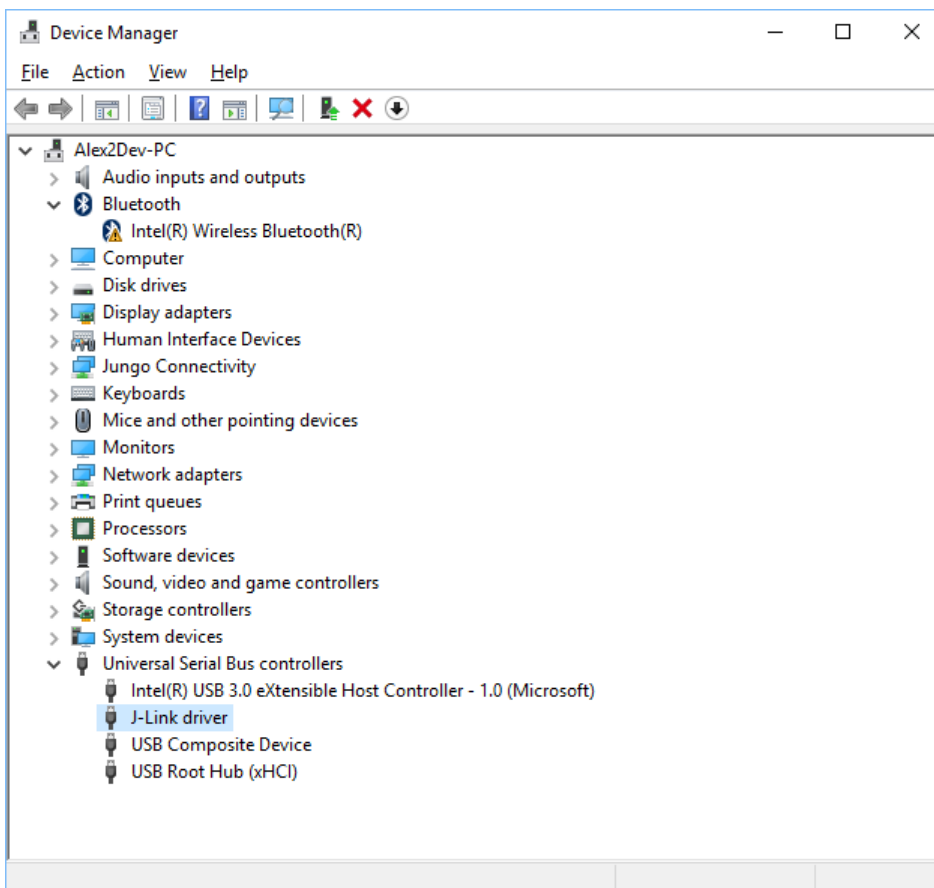 Device Manager
File Action View Help
Alex2Dev-PC
Audio inputs and outputs
Bluetooth
Intel(R) Wireless Bluetooth(R)
Computer
Disk drives
Display adapters
Human Interface Devices
Jungo Connectivity
Keyboards
Mice and other pointing devices
Monitors
Network adapters
Print queues
Processors
Software devices
Sound, video and game controllers
Storage controllers
System devices
Universal Serial Bus controllers
Intel(R) USB 3.0 eXtensible Host Controller - 1.0 (Microsoft)
J-Link driver
USB Composite Device
USB Root Hub (xHCI)